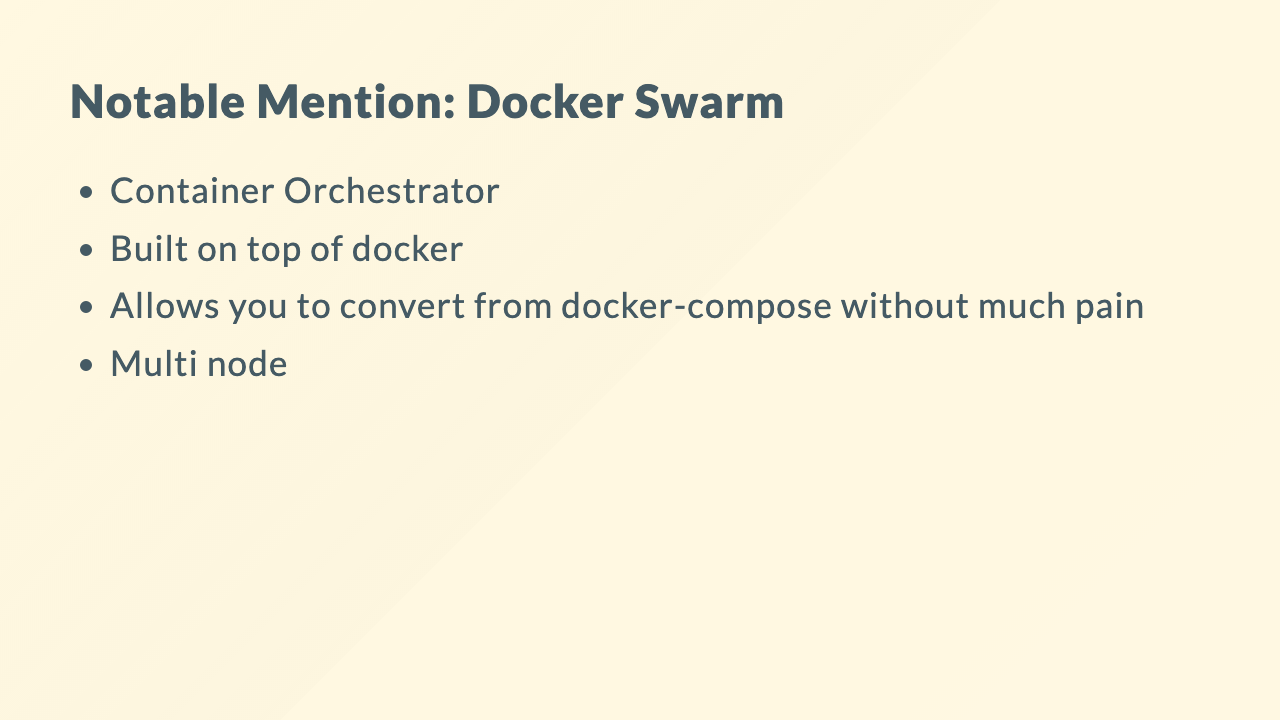 Notable Mention: Docker Swarm
Container Orchestrator
Built on top of docker
Allows you to convert from docker-compose without much pain
Multi node